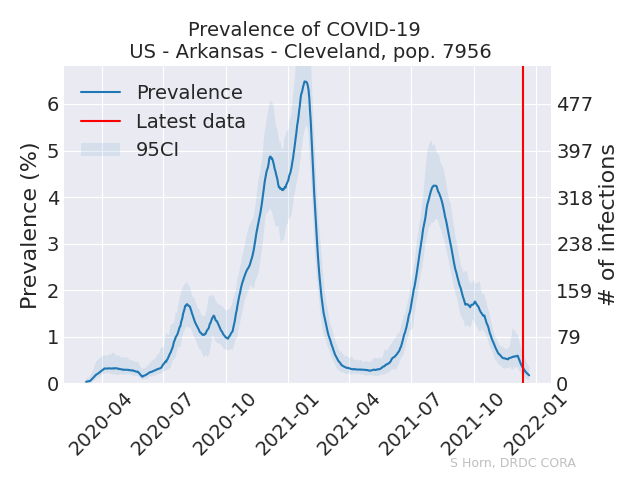 Prevalence of COVID-19
US - Arkansas - Cleveland, pop. 7956
Prevalence
Latest data
95CI
Prevalence (%)
6
5
4
3
2
1
0
477
397
318
238
159
79
0
# of infections
2020-04
2020-07
2020-10
2021-01
2021-04
2021-07
2021-10
2022-01
S Horn, DRDC CORA